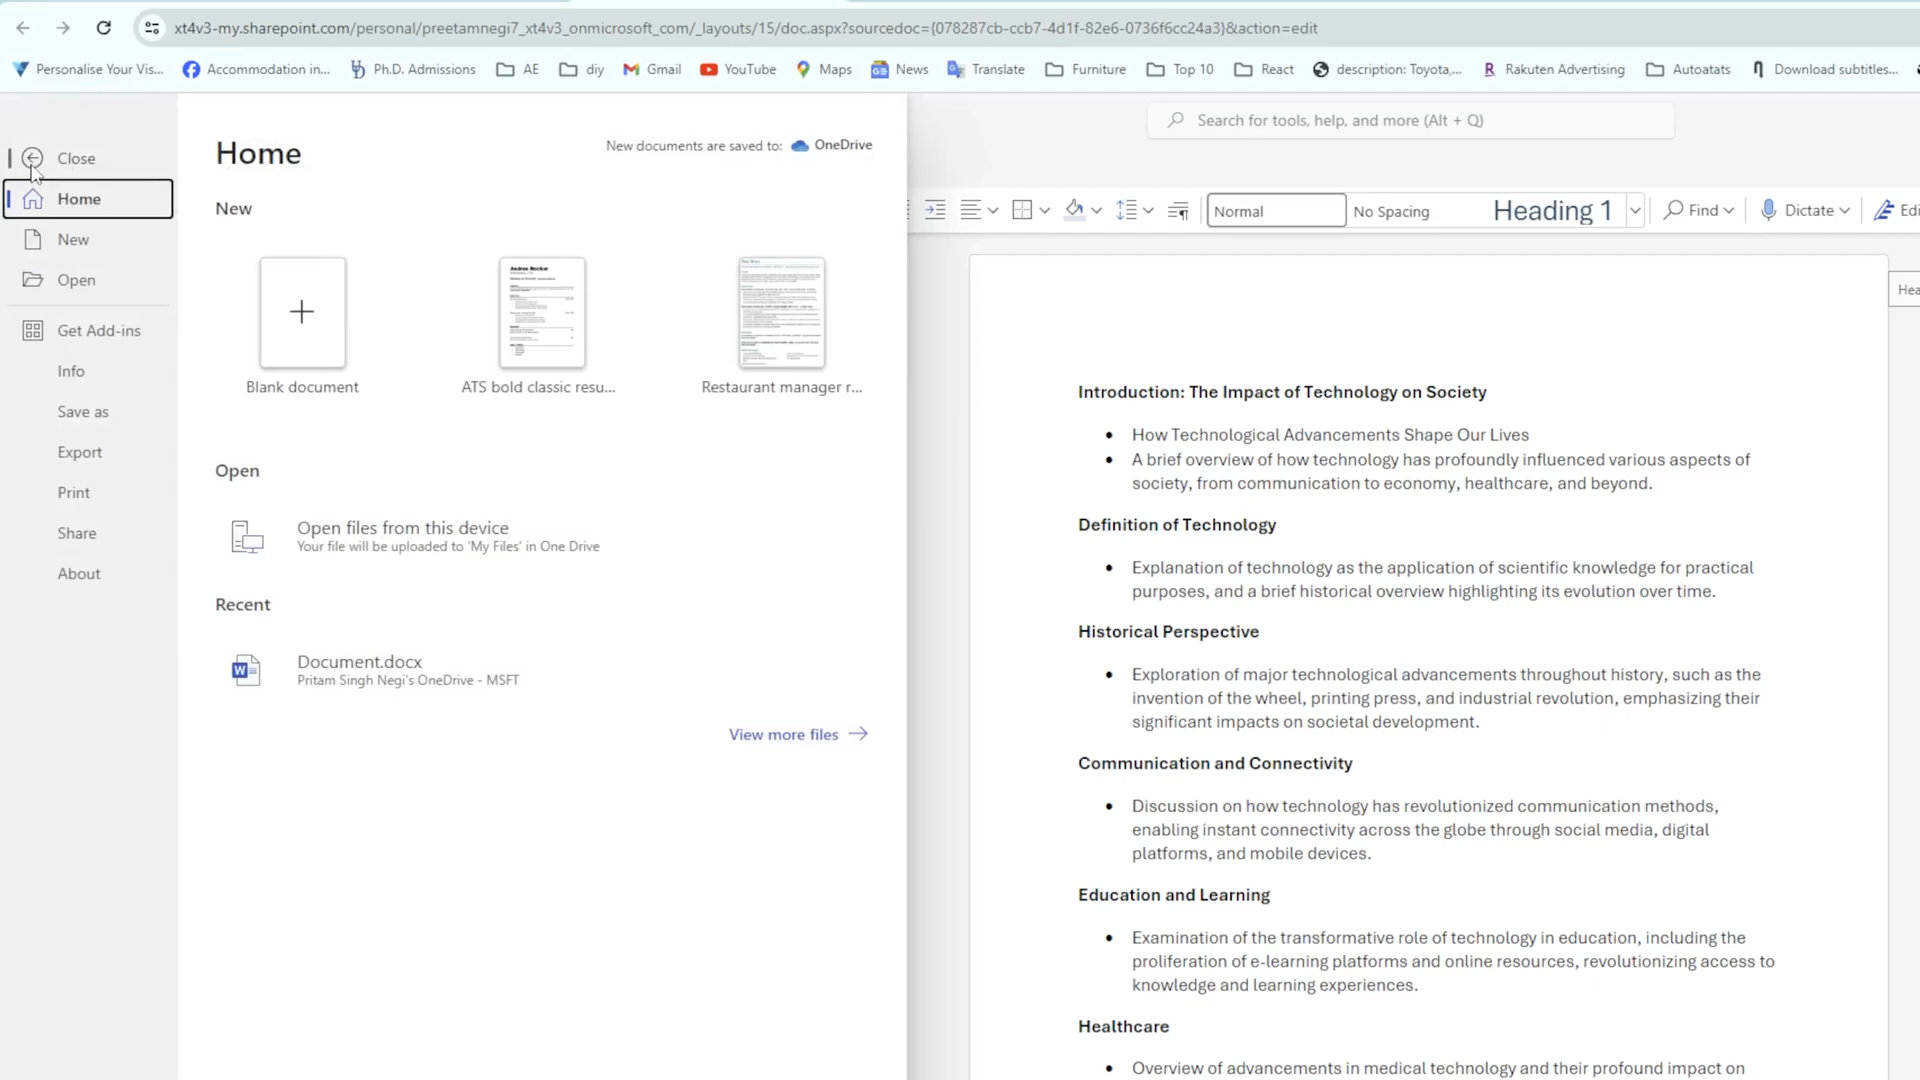 xt4v3-my.sharepoint.com/personal/preetamnegi7_xt4v3_onmicrosoft_com/_layouts/15/doc.aspx?sourcedoc={078287cb-ccb7-4d1f-82e6-0736f6cc24a3}&action=edit
Personalise Your Vis... Accommodation in... Ph.D. Admissions AE diy Gmail YouTube Maps News Translate Furniture Top 10 React description: Toyota,... Rakuten Advertising Autoatats Download subtitles...
Search for tools, help, and more (Alt + Q)
Close
Home
New
Open
Get Add-ins
Info
Save as
Export
Print
Share
About
Home
New documents are saved to: OneDrive
New
Blank document
ATS bold classic resu...
Restaurant manager r...
Open
Open files from this device
Your file will be uploaded to 'My Files' in One Drive
Recent
Document.docx
Pritam Singh Negi's OneDrive - MSFT
View more files
Normal No Spacing Heading 1 Find Dictate Edi
Hea
Introduction: The Impact of Technology on Society
How Technological Advancements Shape Our Lives
A brief overview of how technology has profoundly influenced various aspects of
society, from communication to economy, healthcare, and beyond.
Definition of Technology
Explanation of technology as the application of scientific knowledge for practical
purposes, and a brief historical overview highlighting its evolution over time.
Historical Perspective
Exploration of major technological advancements throughout history, such as the
invention of the wheel, printing press, and industrial revolution, emphasizing their
significant impacts on societal development.
Communication and Connectivity
Discussion on how technology has revolutionized communication methods,
enabling instant connectivity across the globe through social media, digital
platforms, and mobile devices.
Education and Learning
Examination of the transformative role of technology in education, including the
proliferation of e-learning platforms and online resources, revolutionizing access to
knowledge and learning experiences.
Healthcare
Overview of advancements in medical technology and their profound impact on